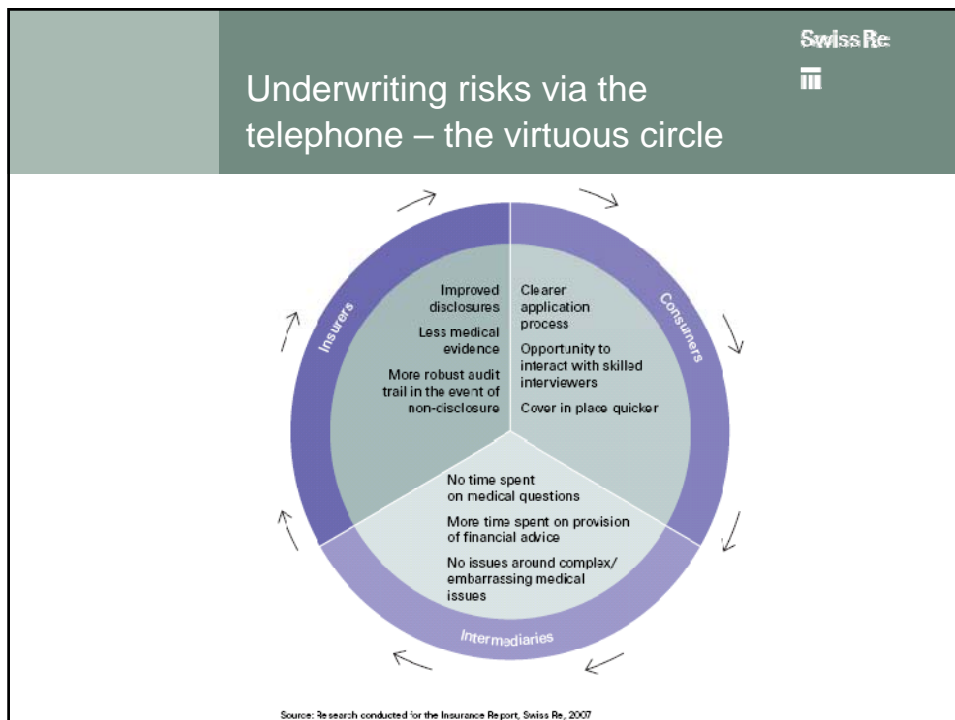 Swiss Re
Underwriting risks via the
telephone – the virtuous circle
Insurers
Improved
disclosures
Less medical
evidence
More robust audit
trail in the event of
non-disclosure
Consumers
Clearer
application
process
Opportunity to
interact with skilled
interviewers
Cover in place quicker
No time spent
on medical questions
More time spent on provision
of financial advice
No issues around complex/
embarrassing medical
issues
Intermediaries
Source: Research conducted for the Insurance Report, Swiss Re, 2007